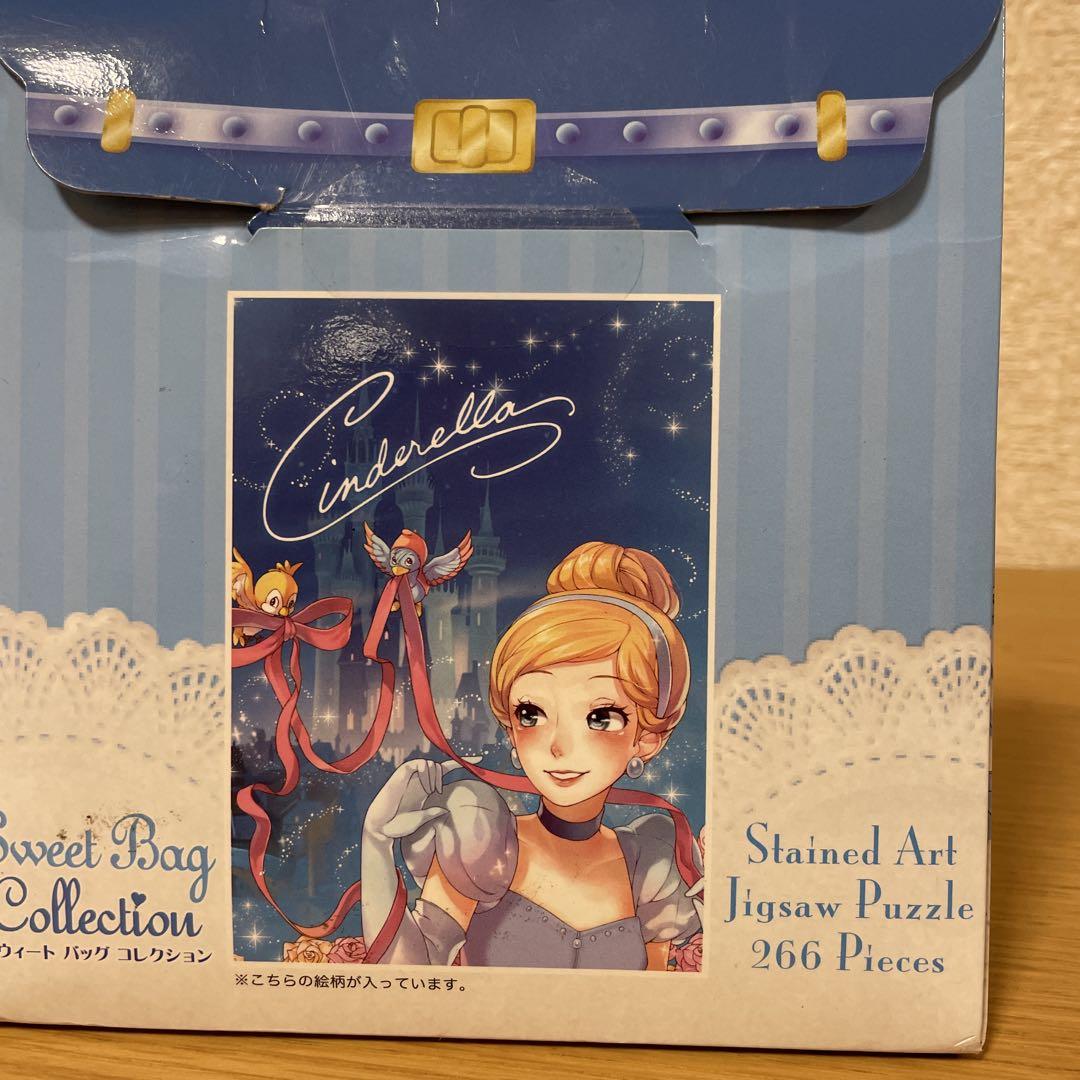 Cinderella
Sweet Bag
Collection
ウィート バッグ コレクション
Stained Art
Jigsaw Puzzle
266 Pieces
※こちらの絵柄が入っています。